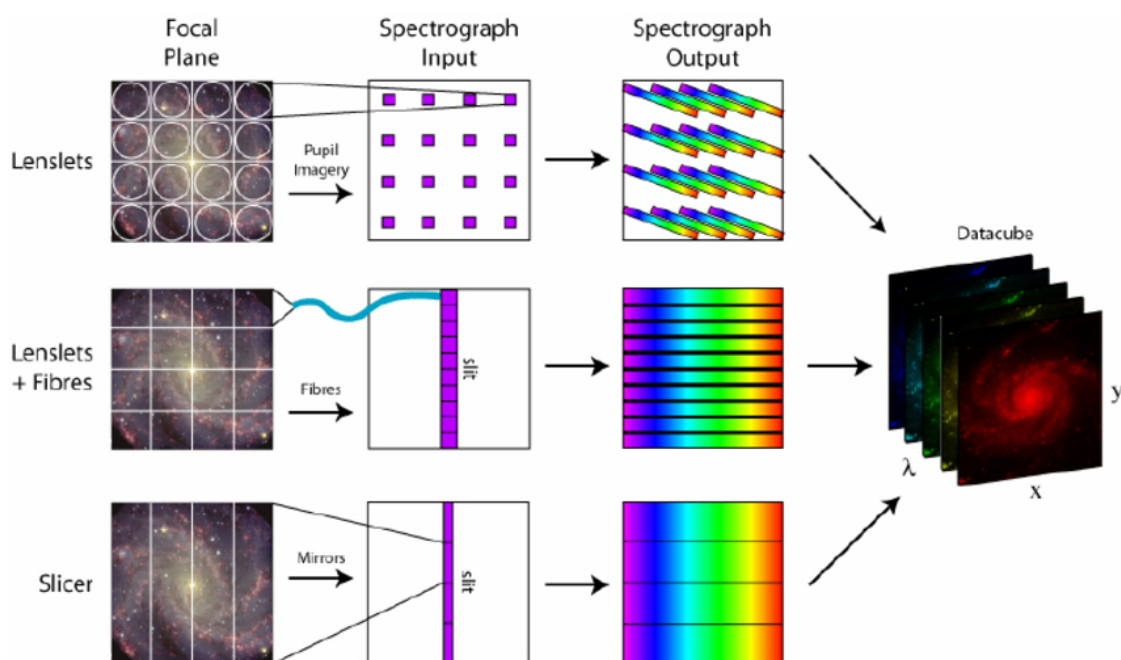 Focal
Plane
Spectrograph
Input
Spectrograph
Output
Lenslets
Pupil
Imagery
Datacube
Lenslets
+ Fibres
Fibres
slit
y
λ
x
Slicer
Mirrors
slit